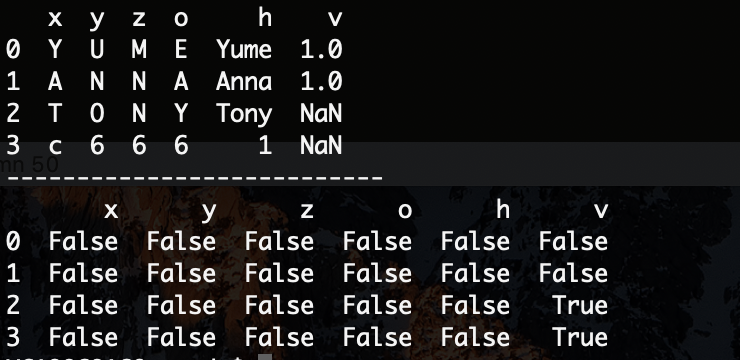 x y z o h v
0 Y U M E Yume 1.0
1 A N N A Anna 1.0
2 T O N Y Tony NaN
3 c 6 6 6 1 NaN
mn 50
---------------------------
x y z o h v
0 False False False False False False
1 False False False False False False
2 False False False False False True
3 False False False False False True